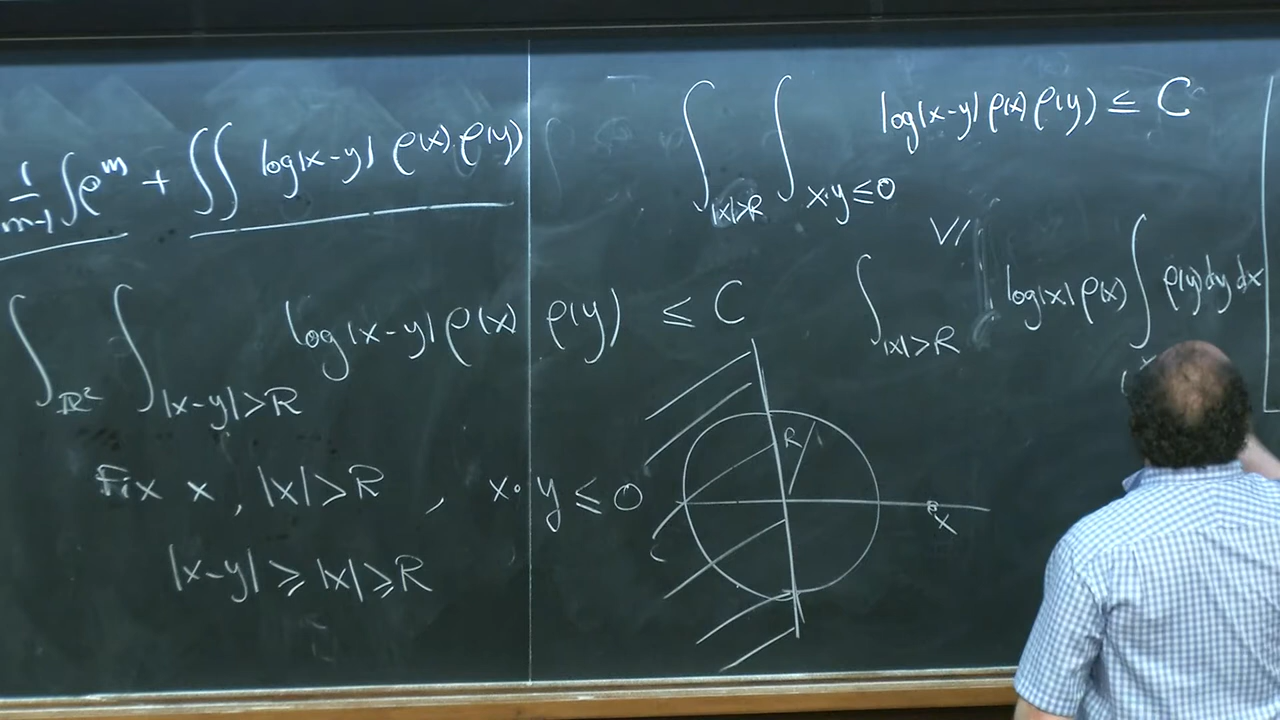 1/(m-1) ∫ρ^m + ∬ log|x-y| ρ(x) ρ(y)
∫_{ℝ²} ∫_{|x-y|>R} log|x-y| ρ(x) ρ(y) ≤ C
Fix x, |x|>R, x·y ≤ 0
|x-y| ≥ |x| ≥ R
∫_{|x|>R} ∫_{x·y≤0} log|x-y| ρ(x) ρ(y) ≤ C
∨/
∫_{|x|>R} log|x| ρ(x) ∫ ρ(y) dy dx
R
x